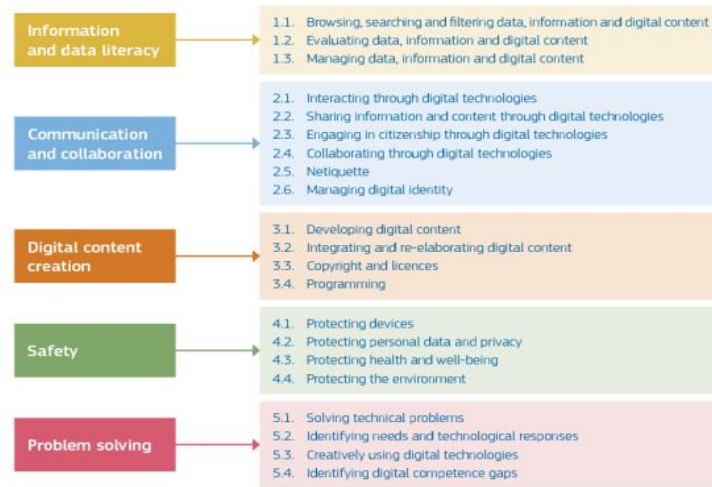 Information
and data literacy
1.1. Browsing, searching and filtering data, information and digital content
1.2. Evaluating data, information and digital content
1.3. Managing data, information and digital content
Communication
and collaboration
2.1. Interacting through digital technologies
2.2. Sharing information and content through digital technologies
2.3. Engaging in citizenship through digital technologies
2.4. Collaborating through digital technologies
2.5. Netiquette
2.6. Managing digital identity
Digital content
creation
3.1. Developing digital content
3.2. Integrating and re-elaborating digital content
3.3. Copyright and licences
3.4. Programming
Safety
4.1. Protecting devices
4.2. Protecting personal data and privacy
4.3. Protecting health and well-being
4.4. Protecting the environment
Problem solving
5.1. Solving technical problems
5.2. Identifying needs and technological responses
5.3. Creatively using digital technologies
5.4. Identifying digital competence gaps